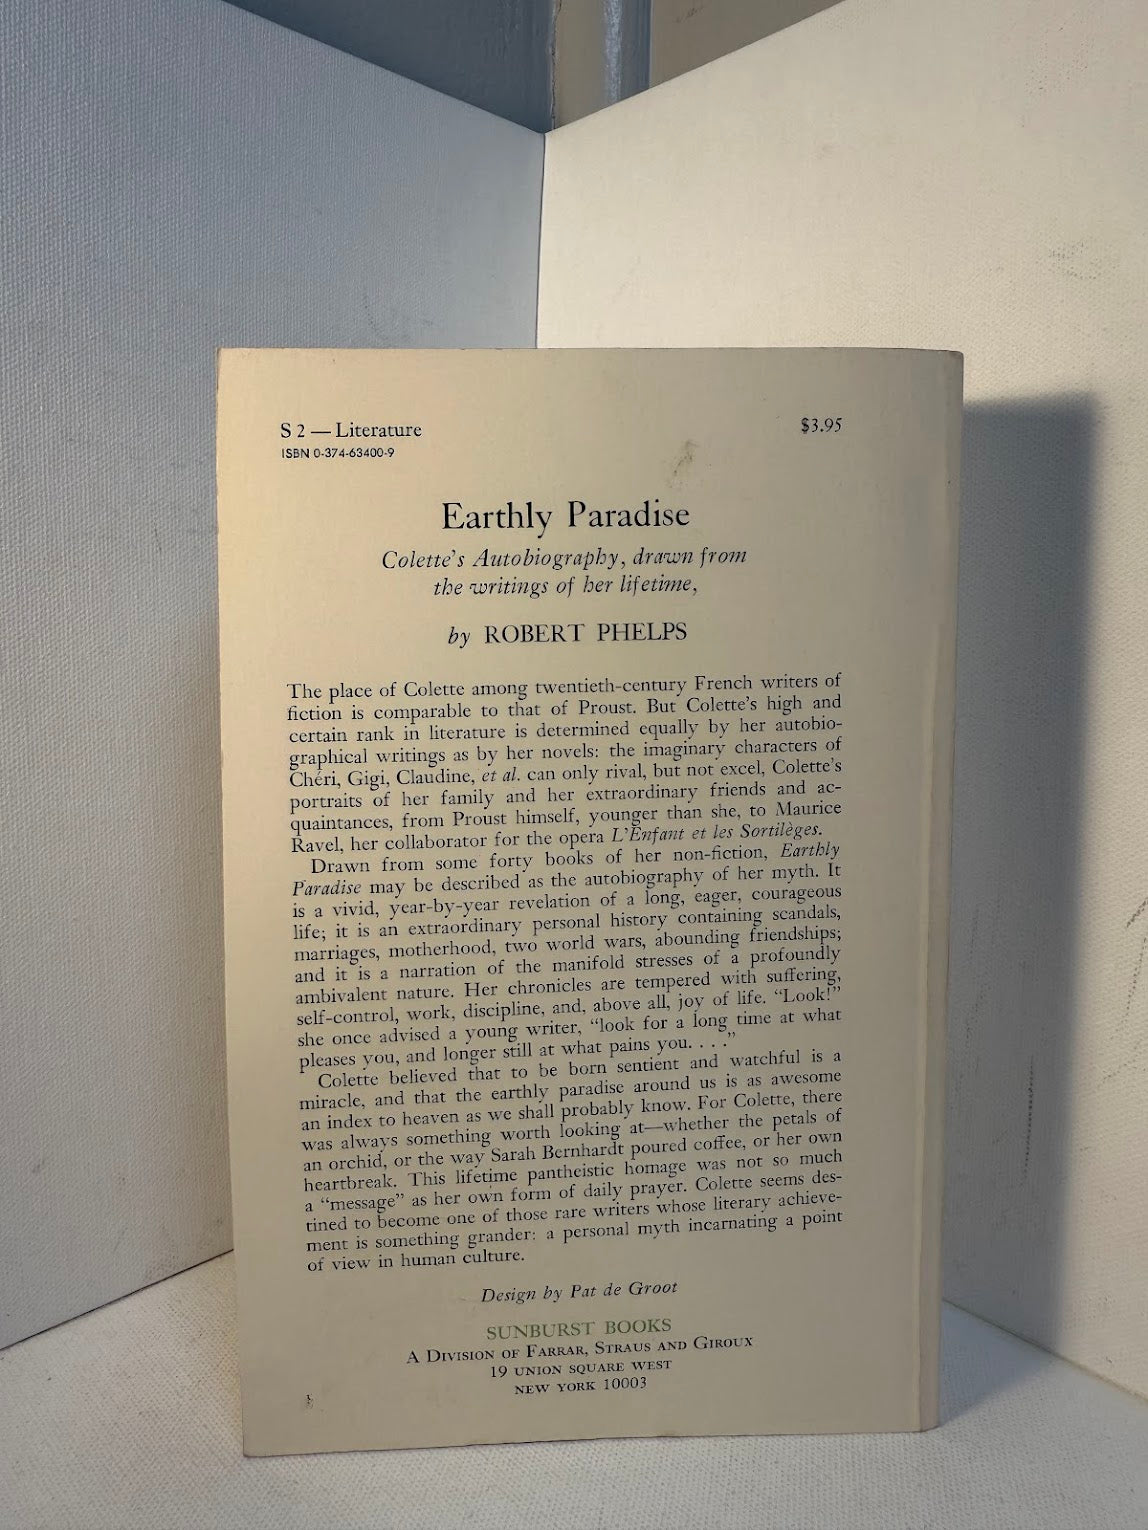 S 2 — Literature
$3.95
ISBN 0-374-63400-9
Earthly Paradise
Colette's Autobiography, drawn from
the writings of her lifetime,
by ROBERT PHELPS
The place of Colette among twentieth-century French writers of
fiction is comparable to that of Proust. But Colette's high and
certain rank in literature is determined equally by her autobio-
graphical writings as by her novels: the imaginary characters of
Chéri, Gigi, Claudine, et al. can only rival, but not excel, Colette's
portraits of her family and her extraordinary friends and ac-
quaintances, from Proust himself, younger than she, to Maurice
Ravel, her collaborator for the opera L'Enfant et les Sortilèges.
Drawn from some forty books of her non-fiction, Earthly
Paradise may be described as the autobiography of her myth. It
is a vivid, year-by-year revelation of a long, eager, courageous
life; it is an extraordinary personal history containing scandals,
marriages, motherhood, two world wars, abounding friendships;
and it is a narration of the manifold stresses of a profoundly
ambivalent nature. Her chronicles are tempered with suffering,
self-control, work, discipline, and, above all, joy of life. "Look!"
she once advised a young writer, "look for a long time at what
pleases you, and longer still at what pains you. . . ."
Colette believed that to be born sentient and watchful is a
miracle, and that the earthly paradise around us is as awesome
an index to heaven as we shall probably know. For Colette, there
was always something worth looking at—whether the petals of
an orchid, or the way Sarah Bernhardt poured coffee, or her own
heartbreak. This lifetime pantheistic homage was not so much
a "message" as her own form of daily prayer. Colette seems des-
tined to become one of those rare writers whose literary achieve-
ment is something grander: a personal myth incarnating a point
of view in human culture.
Design by Pat de Groot
SUNBURST BOOKS
A DIVISION OF FARRAR, STRAUS AND GIROUX
19 UNION SQUARE WEST
NEW YORK 10003